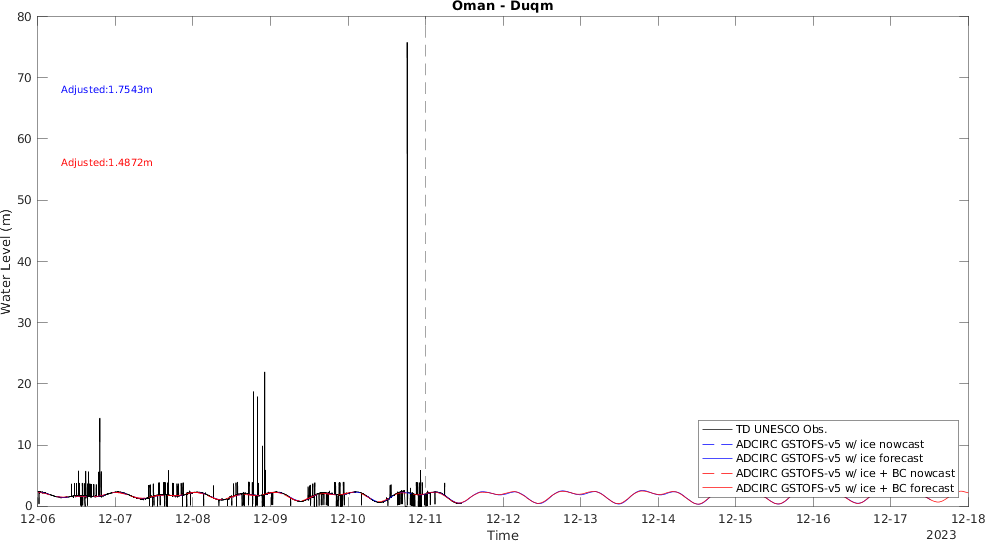 Oman - Duqm
80
70
60
50
40
30
20
10
0
Water Level (m)
Adjusted:1.7543m
Adjusted:1.4872m
TD UNESCO Obs.
ADCIRC GSTOFS-v5 w/ ice nowcast
ADCIRC GSTOFS-v5 w/ ice forecast
ADCIRC GSTOFS-v5 w/ ice + BC nowcast
ADCIRC GSTOFS-v5 w/ ice + BC forecast
12-06 12-07 12-08 12-09 12-10 12-11 12-12 12-13 12-14 12-15 12-16 12-17 12-18
Time
2023